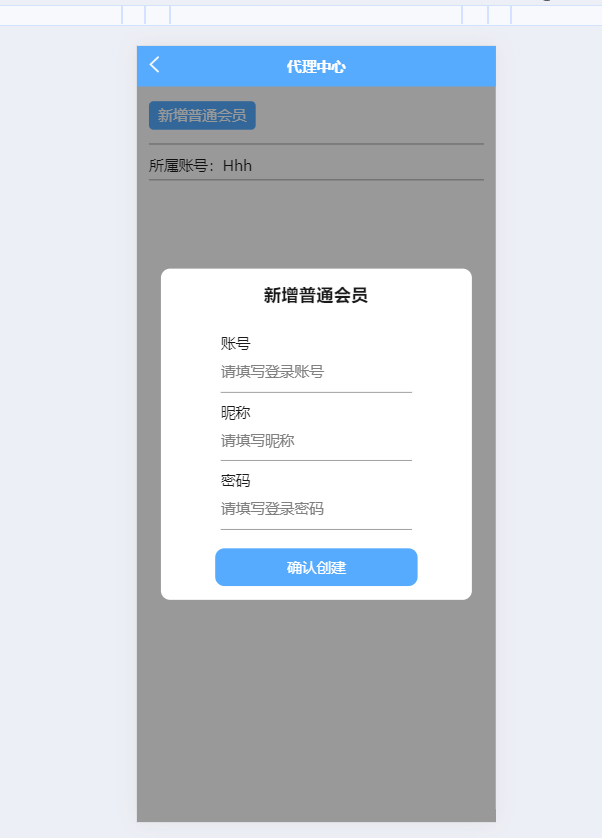 代理中心
新增普通会员
所属账号：Hhh
新增普通会员
账号
请填写登录账号
昵称
请填写昵称
密码
请填写登录密码
确认创建